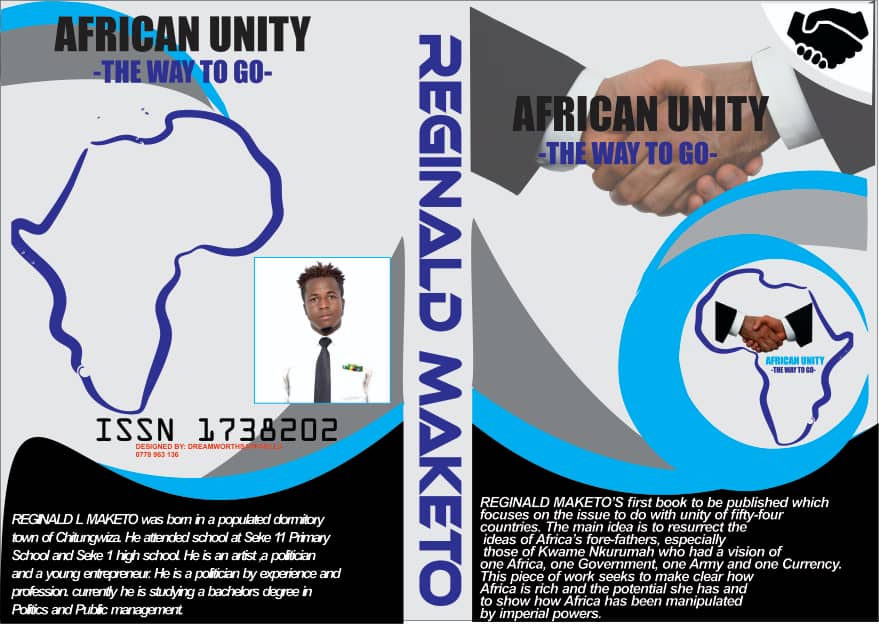 AFRICAN UNITY
-THE WAY TO GO-
ISSN 1738202
DESIGNED BY:
0778 963 136
REGINALD L MAKETO was born in a populated dormitory
town of Chitungwiza. He attended school at Seke 11 Primary
School and Seke 1 high school. He is an artist ,a politician
and a young entrepreneur. He is a politician by experience and
profession. currently he is studying a bachelors degree in
Politics and Public management.
REGINALD MAKETO
AFRICAN UNITY
-THE WAY TO GO-
AFRICAN UNITY
-THE WAY TO GO-
REGINALD MAKETO'S first book to be published which
focuses on the issue to do with unity of fifty-four
countries. The main idea is to resurrect the
ideas of Africa's fore-fathers, especially
those of Kwame Nkurumah who had a vision of
one Africa, one Government, one Army and one Currency.
This piece of work seeks to make clear how
Africa is rich and the potential she has and
to show how Africa has been manipulated
by imperial powers.